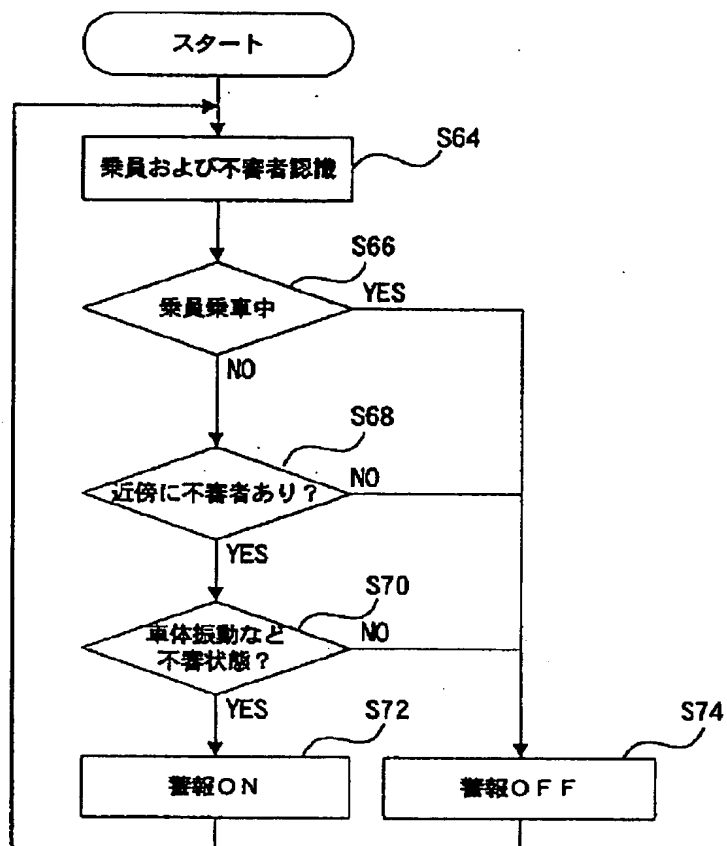 スタート
S64
乗員および不審者認識
S66
乗員乗車中
YES
NO
S68
近傍に不審者あり？
NO
YES
S70
車体振動など
不審状態？
NO
YES
S72
S74
警報ON
警報OFF